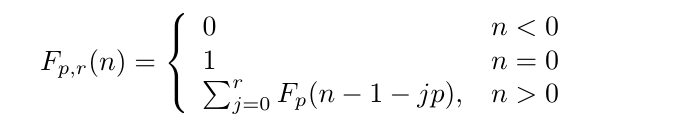 0 n < 0
F_{p,r}(n) = { 1 n = 0
∑_{j=0}^{r} F_p(n − 1 − jp), n > 0